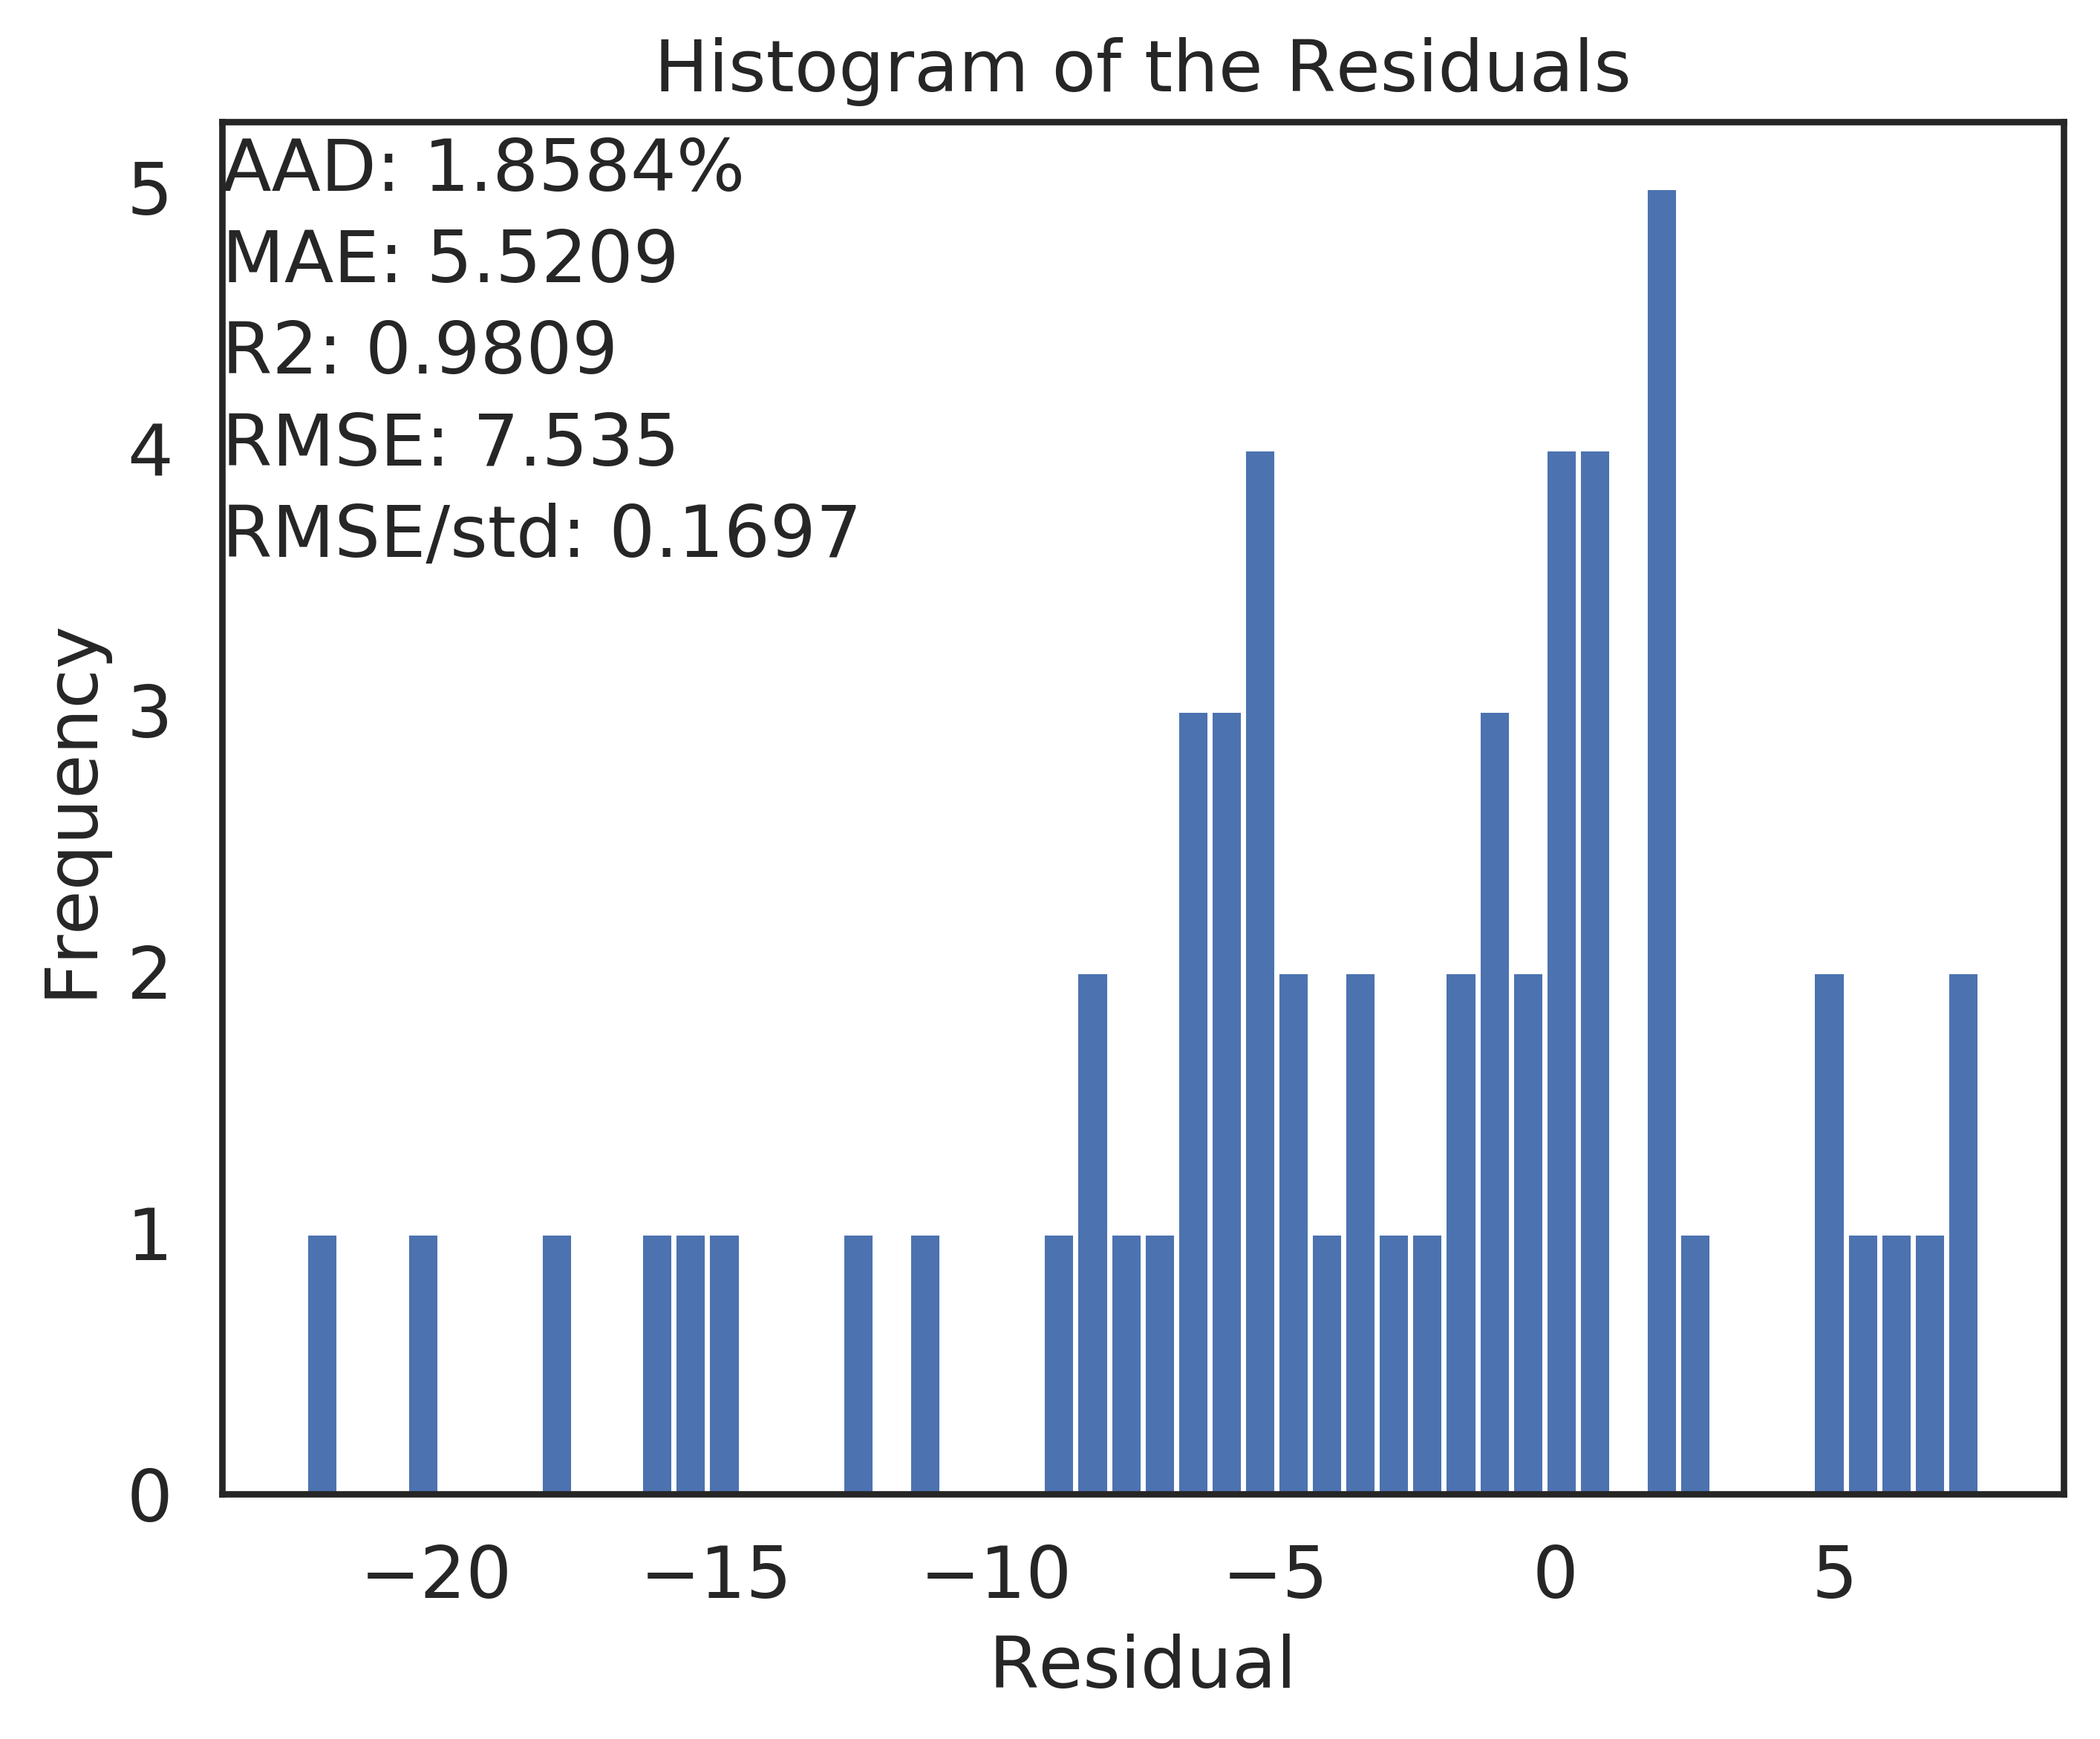 Histogram of the Residuals
AAD: 1.8584%
MAE: 5.5209
R2: 0.9809
RMSE: 7.535
RMSE/std: 0.1697
Frequency
5
4
3
2
1
0
−20 −15 −10 −5 0 5
Residual